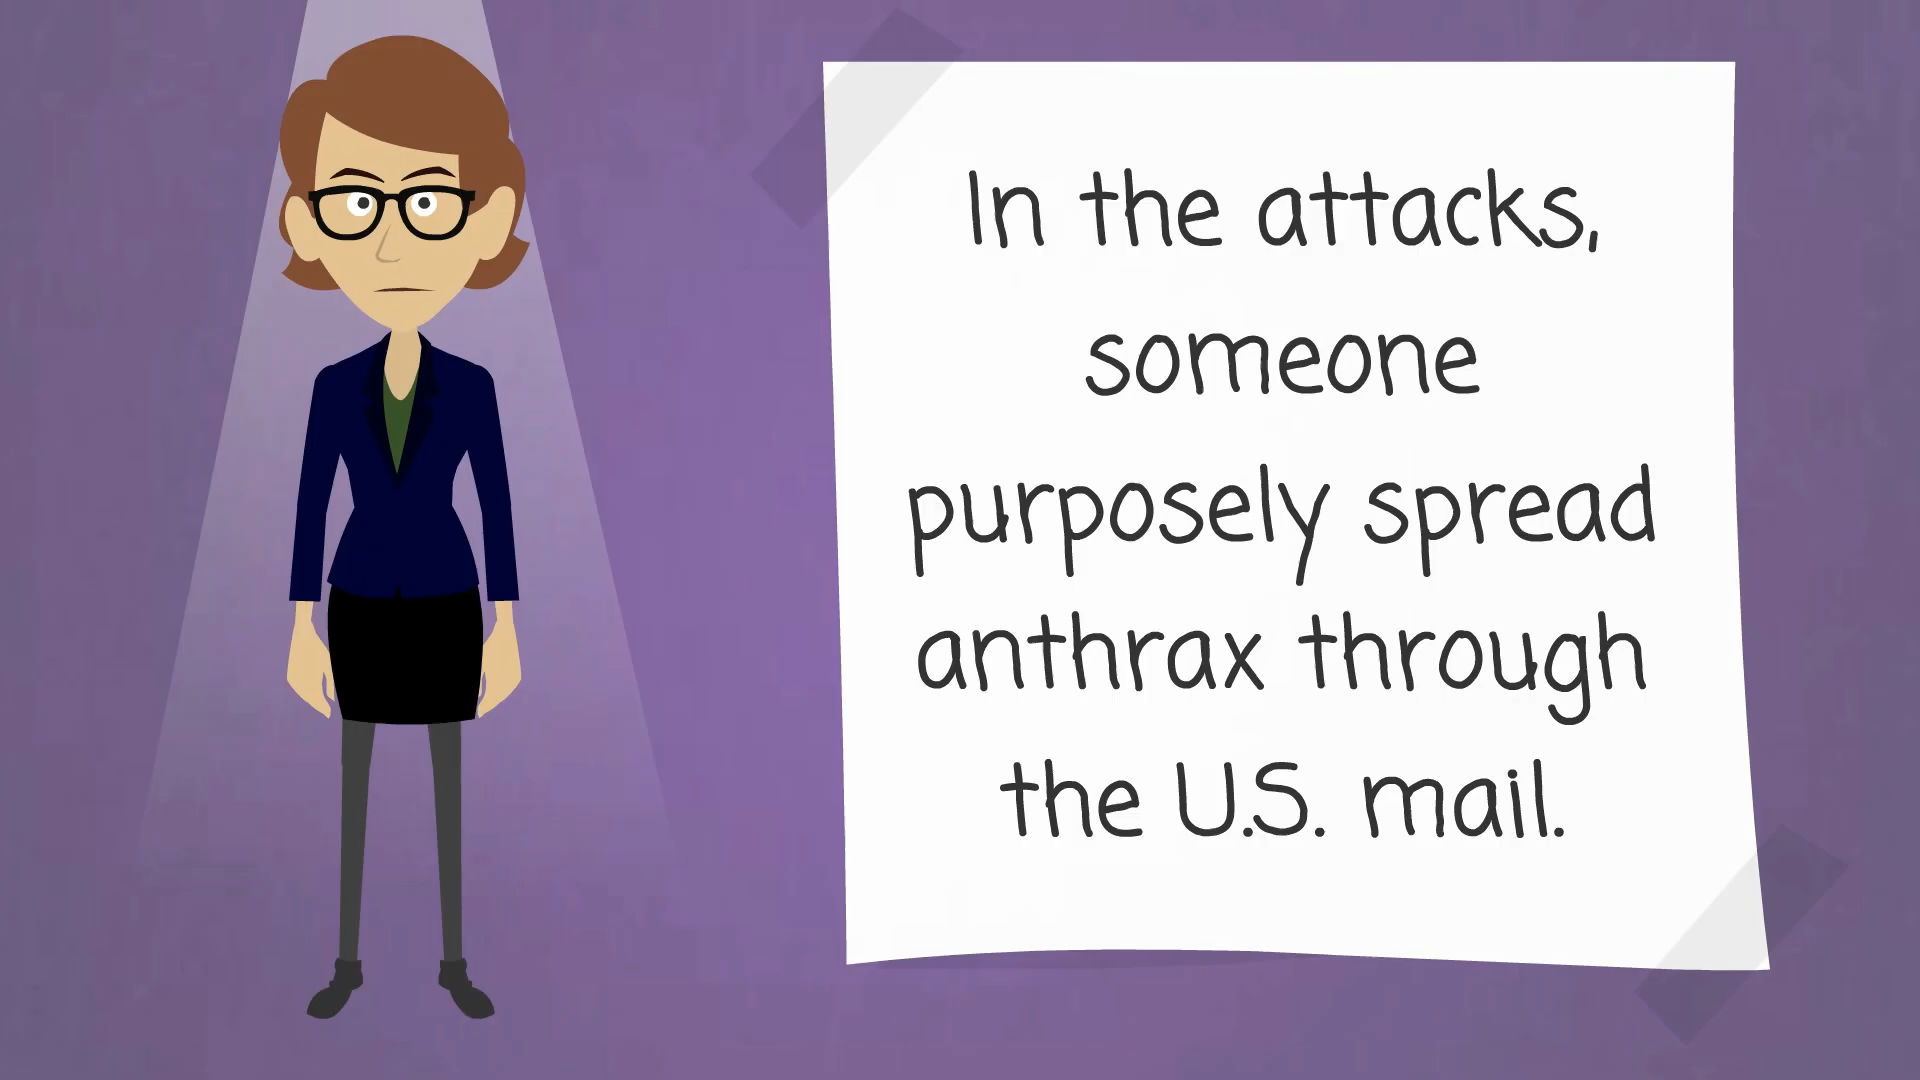 In the attacks,
someone
purposely spread
anthrax through
the U.S. mail.